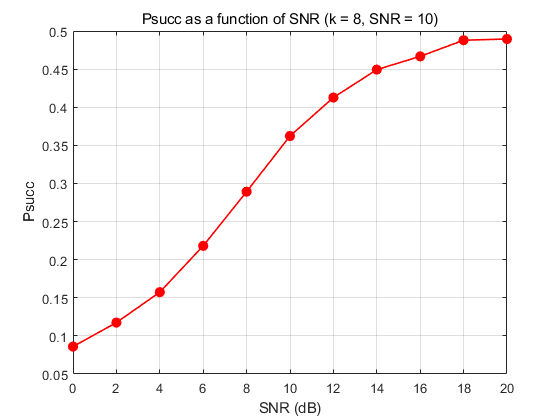 Psucc as a function of SNR (k = 8, SNR = 10)
0.5
0.45
0.4
0.35
0.3
0.25
0.2
0.15
0.1
0.05
Psucc
0 2 4 6 8 10 12 14 16 18 20
SNR (dB)